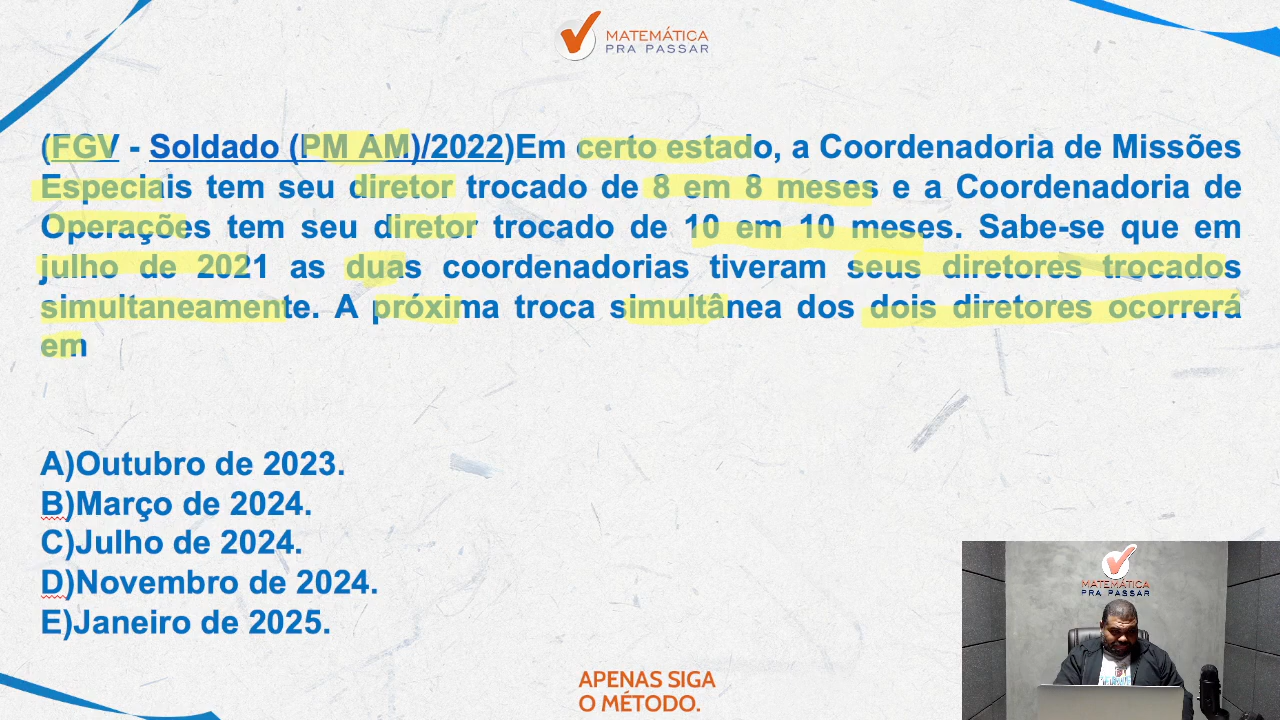 MATEMÁTICA
PRA PASSAR
(FGV - Soldado (PM AM)/2022)Em certo estado, a Coordenadoria de Missões
Especiais tem seu diretor trocado de 8 em 8 meses e a Coordenadoria de
Operações tem seu diretor trocado de 10 em 10 meses. Sabe-se que em
julho de 2021 as duas coordenadorias tiveram seus diretores trocados
simultaneamente. A próxima troca simultânea dos dois diretores ocorrerá
em
A)Outubro de 2023.
B)Março de 2024.
C)Julho de 2024.
D)Novembro de 2024.
E)Janeiro de 2025.
MATEMÁTICA
PRA PASSAR
APENAS SIGA
O MÉTODO.